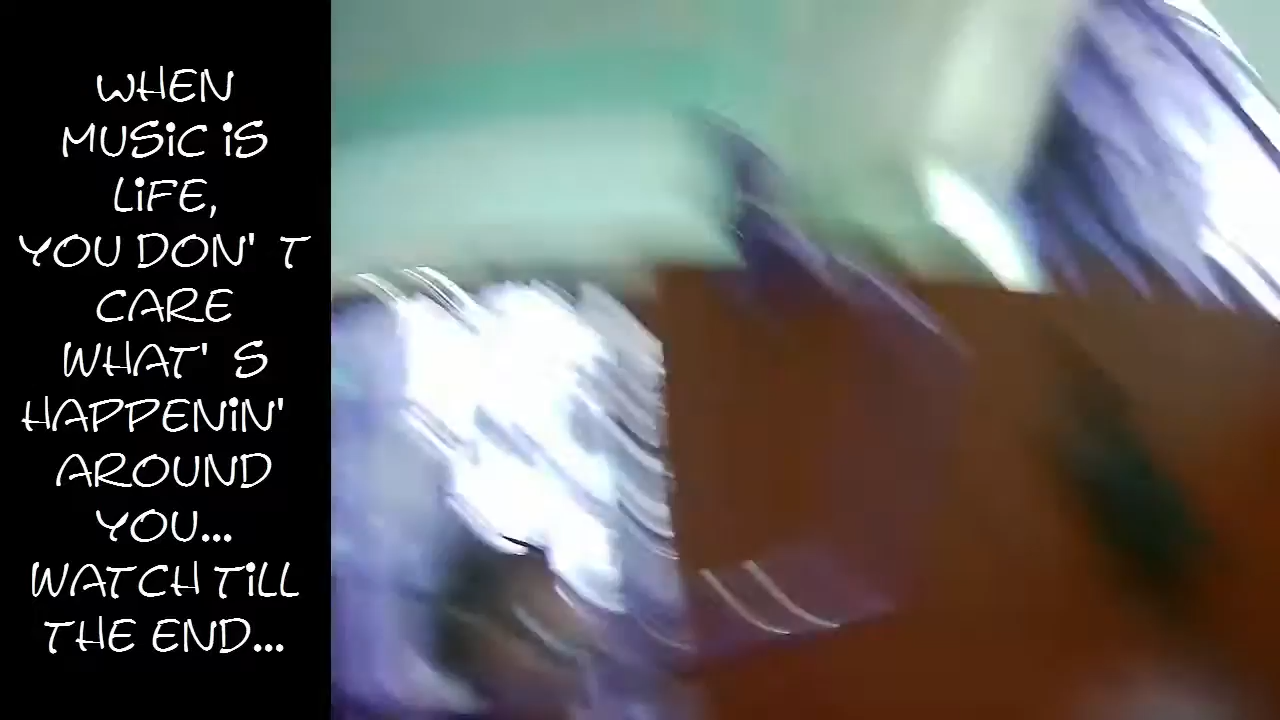 WHEN
MUSiC iS
LiFE,
YOU DON' T
CARE
WHAT' S
HAPPENiN'
AROUND
YOU...
WATCH TiLL
THE END...